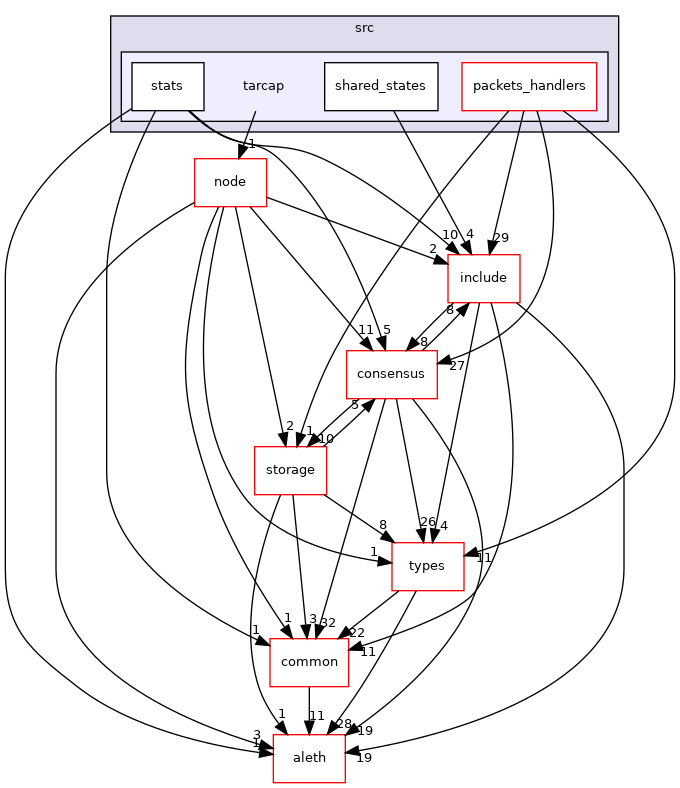 src
stats tarcap shared_states packets_handlers
1
node
10 4 29
2
include
8
11 5
8
27
consensus
5
2 1 10
storage
26 4
8
1 11
types
1 3 32 22
1
11
common
1 11 28 19
3
1 19
aleth